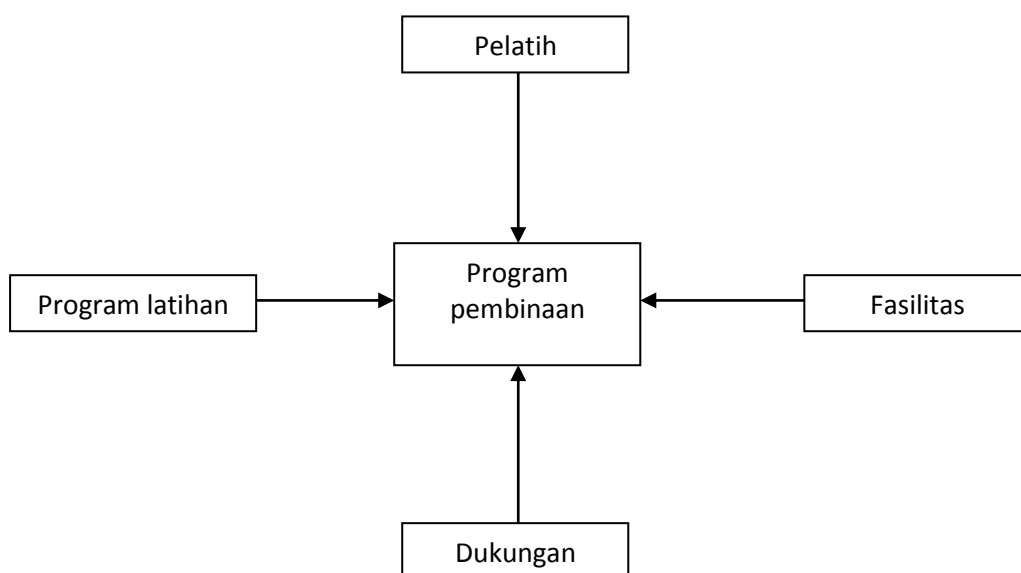 Pelatih
Program
pembinaan
Program latihan
Fasilitas
Dukungan